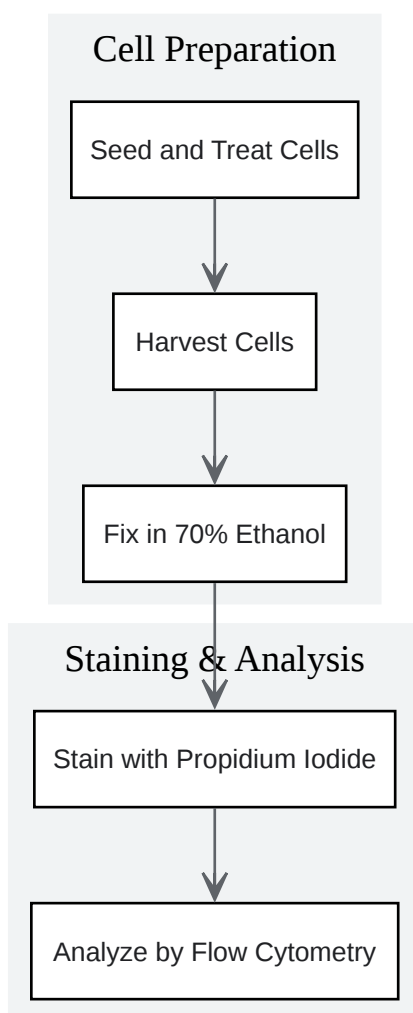 Cell Preparation
Seed and Treat Cells
Harvest Cells
Fix in 70% Ethanol
Staining & Analysis
Stain with Propidium Iodide
Analyze by Flow Cytometry